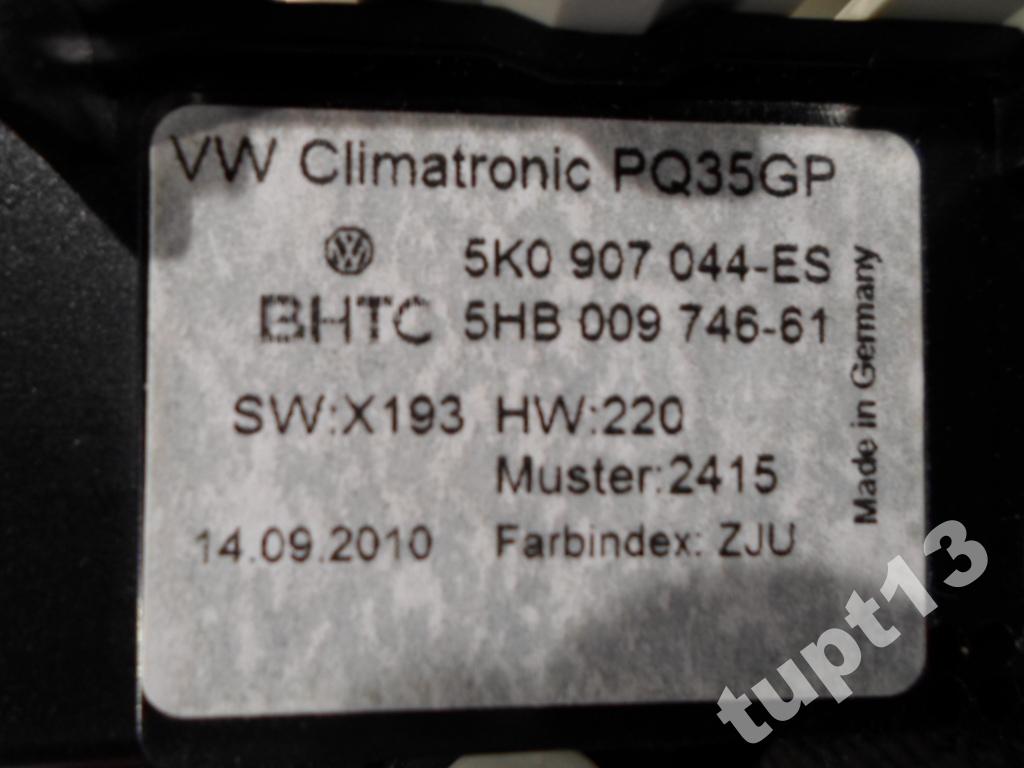 VW Climatronic PQ35GP
5K0 907 044-ES
BHTC 5HB 009 746-61
SW:X193 HW:220
Muster:2415
14.09.2010 Farbindex: ZJU
Made in Germany
tupt13